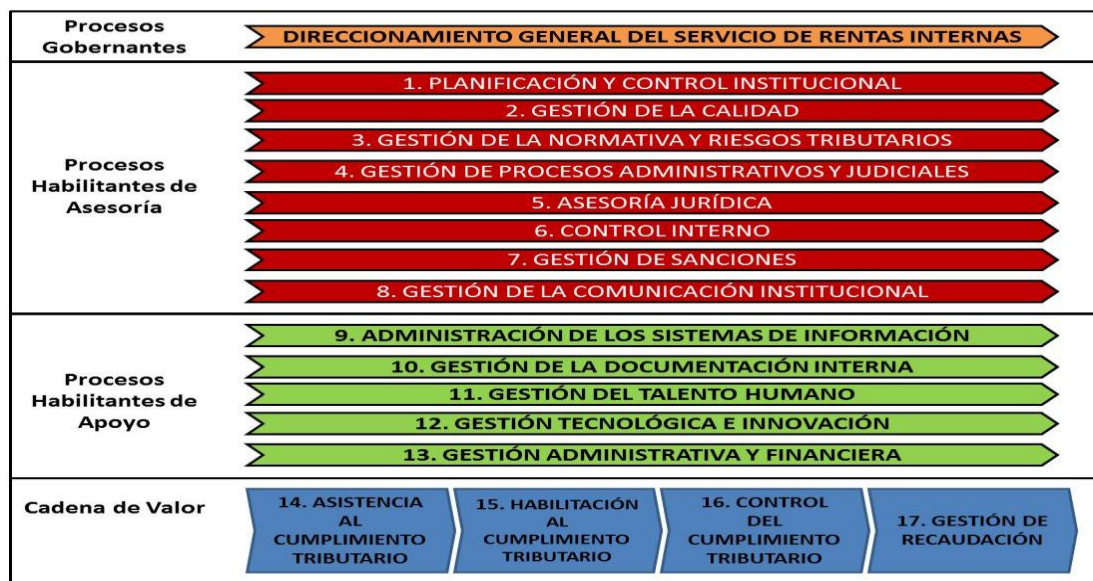 Procesos
Gobernantes
DIRECCIONAMIENTO GENERAL DEL SERVICIO DE RENTAS INTERNAS
Procesos
Habilitantes de
Asesoría
1. PLANIFICACIÓN Y CONTROL INSTITUCIONAL
2. GESTIÓN DE LA CALIDAD
3. GESTIÓN DE LA NORMATIVA Y RIESGOS TRIBUTARIOS
4. GESTIÓN DE PROCESOS ADMINISTRATIVOS Y JUDICIALES
5. ASESORÍA JURÍDICA
6. CONTROL INTERNO
7. GESTIÓN DE SANCIONES
8. GESTIÓN DE LA COMUNICACIÓN INSTITUCIONAL
Procesos
Habilitantes de
Apoyo
9. ADMINISTRACIÓN DE LOS SISTEMAS DE INFORMACIÓN
10. GESTIÓN DE LA DOCUMENTACIÓN INTERNA
11. GESTIÓN DEL TALENTO HUMANO
12. GESTIÓN TECNOLÓGICA E INNOVACIÓN
13. GESTIÓN ADMINISTRATIVA Y FINANCIERA
Cadena de Valor
14. ASISTENCIA
AL
CUMPLIMIENTO
TRIBUTARIO
15. HABILITACIÓN
AL
CUMPLIMIENTO
TRIBUTARIO
16. CONTROL
DEL
CUMPLIMIENTO
TRIBUTARIO
17. GESTIÓN DE
RECAUDACIÓN